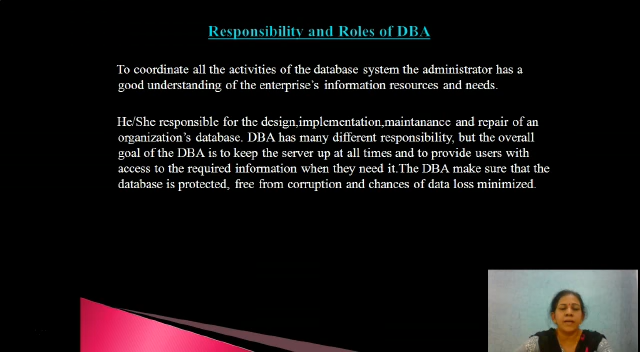 Responsibility and Roles of DBA
To coordinate all the activities of the database system the administrator has a
good understanding of the enterprise's information resources and needs.
He/She responsible for the design,implementation,maintanance and repair of an
organization's database. DBA has many different responsibility, but the overall
goal of the DBA is to keep the server up at all times and to provide users with
access to the required information when they need it.The DBA make sure that the
database is protected, free from corruption and chances of data loss minimized.